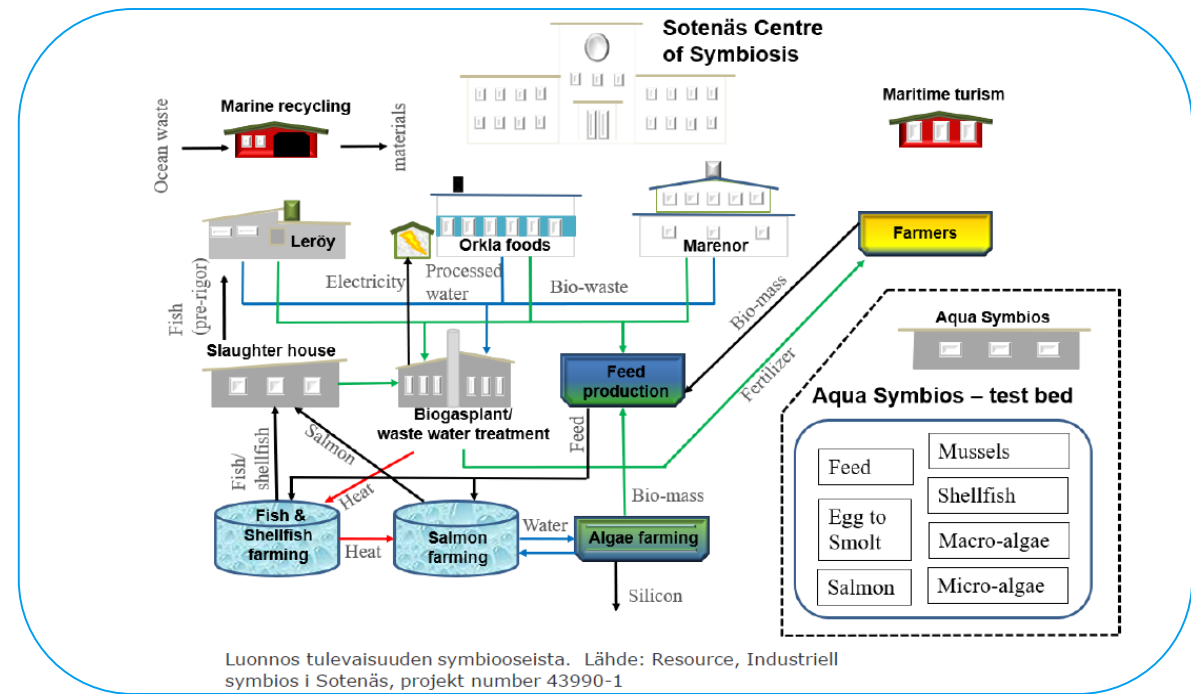 Sotenäs Centre
of Symbiosis
Marine recycling
Maritime turism
Ocean waste
materials
Leröy
Orkla foods
Marenor
Farmers
Electricity
Processed
water
Bio-waste
Fish
(pre-rigor)
Bio-mass
Fertilizer
Aqua Symbios
Slaughter house
Feed
production
Biogasplant/
waste water treatment
Aqua Symbios – test bed
Fish/
shellfish
Salmon
Feed
Heat
Bio-mass
Fish &
Shellfish
farming
Heat
Salmon
farming
Water
Algae farming
Silicon
Feed
Egg to
Smolt
Salmon
Mussels
Shellfish
Macro-algae
Micro-algae
Luonnos tulevaisuuden symbiooseista. Lähde: Resource, Industriell
symbios i Sotenäs, projekt number 43990-1